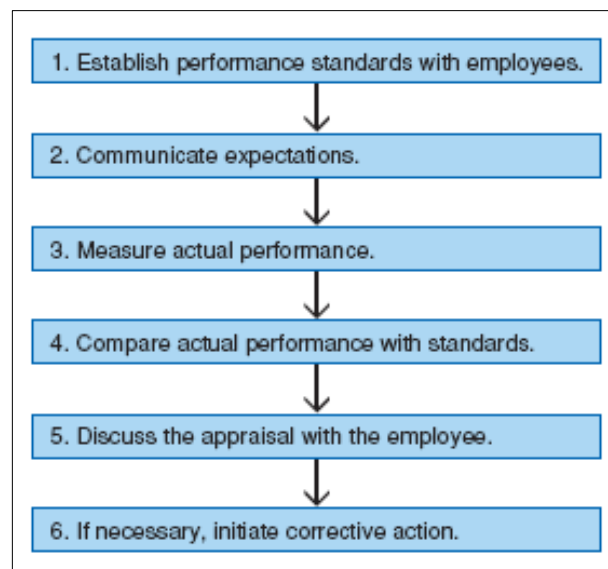 1. Establish performance standards with employees.
2. Communicate expectations.
3. Measure actual performance.
4. Compare actual performance with standards.
5. Discuss the appraisal with the employee.
6. If necessary, initiate corrective action.